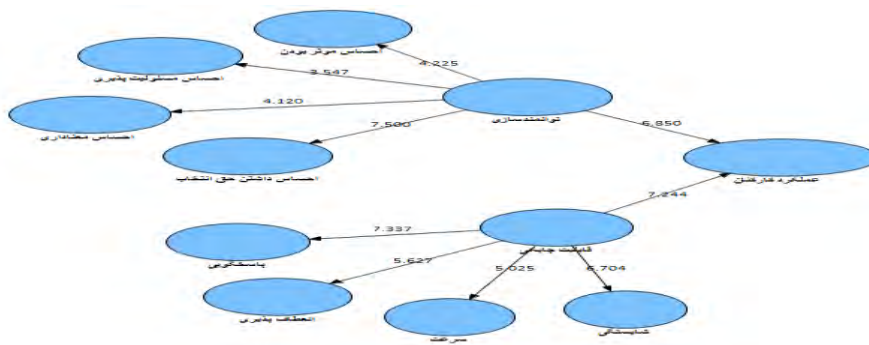 احساس موثر بودن
4.225
احساس مسئولیت پذیری
3.547
توانمندسازی
4.120
احساس معناداری
7.500
6.850
احساس داشتن حق انتخاب
عملکرد کارکنان
7.244
7.337
قابلیت چابکی
پاسخگویی
5.627
5.025
6.704
انعطاف پذیری
سرعت
شایستگی